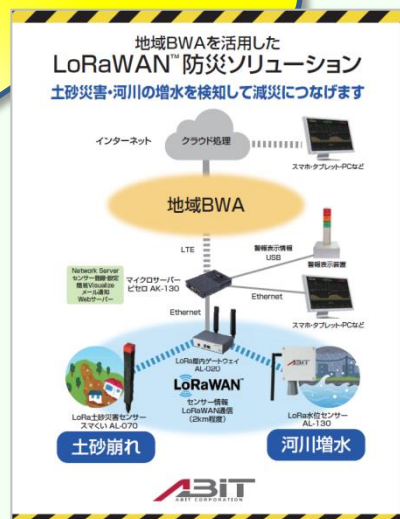 地域BWAを活用した
LoRaWAN™ 防災ソリューション
土砂災害・河川の増水を検知して減災につなげます
インターネット
クラウド処理
スマホ・タブレット・PCなど
地域BWA
LTE
警報表示情報
USB
警報表示装置
Network Server
センサー登録・設定
簡易Visualize
メール通知
Webサーバー
マイクロサーバー
ピセロ AK-130
Ethernet
Ethernet
スマホ・タブレット・PCなど
LoRa屋内ゲートウェイ
AL-020
ABiT
LoRaWAN™
センサー情報
LoRaWAN通信
(2km程度)
LoRa土砂災害センサー
スマくい AL-070
LoRa水位センサー
AL-130
土砂崩れ
河川増水
ABiT
ABIT CORPORATION